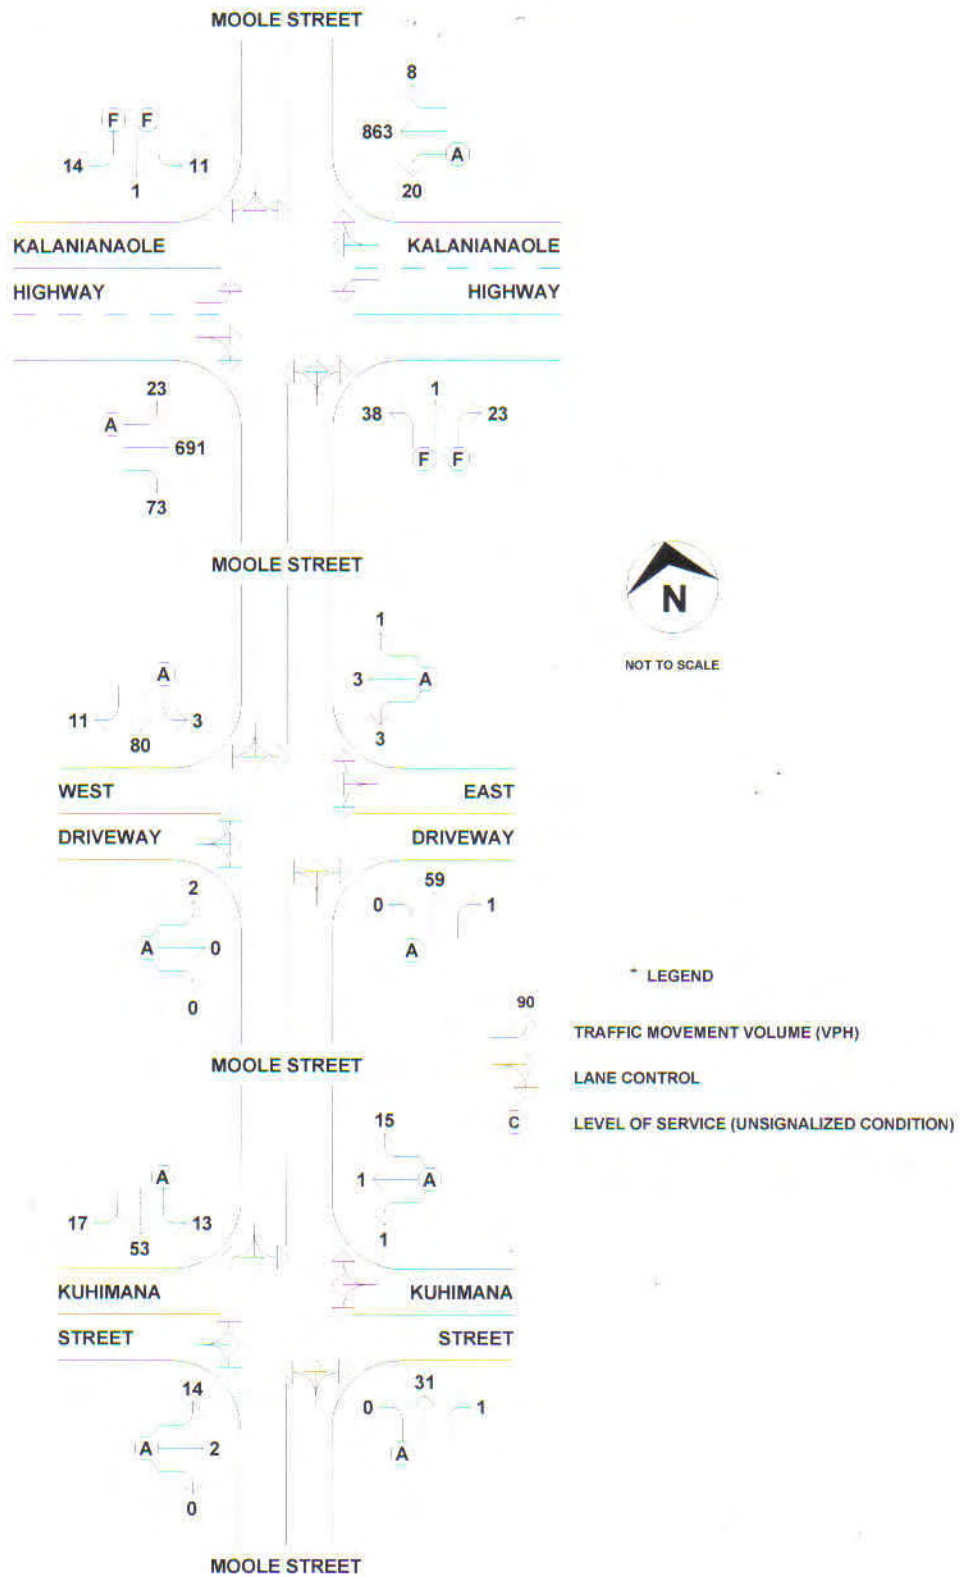 MOOLE STREET
8
F F
863
14 11
A
1
20
KALANIANAOLE KALANIANAOLE
HIGHWAY HIGHWAY
23
1
A
38 23
691
F F
73
MOOLE STREET
N
1
NOT TO SCALE
A
3 A
11 3
80
3
WEST EAST
DRIVEWAY DRIVEWAY
59
2
0 1
A 0
A
0
LEGEND
90
TRAFFIC MOVEMENT VOLUME (VPH)
MOOLE STREET
LANE CONTROL
15
C LEVEL OF SERVICE (UNSIGNALIZED CONDITION)
A
1 A
17 13
53
1
KUHIMANA KUHIMANA
STREET STREET
14
31
0 1
A 2
A
0
MOOLE STREET